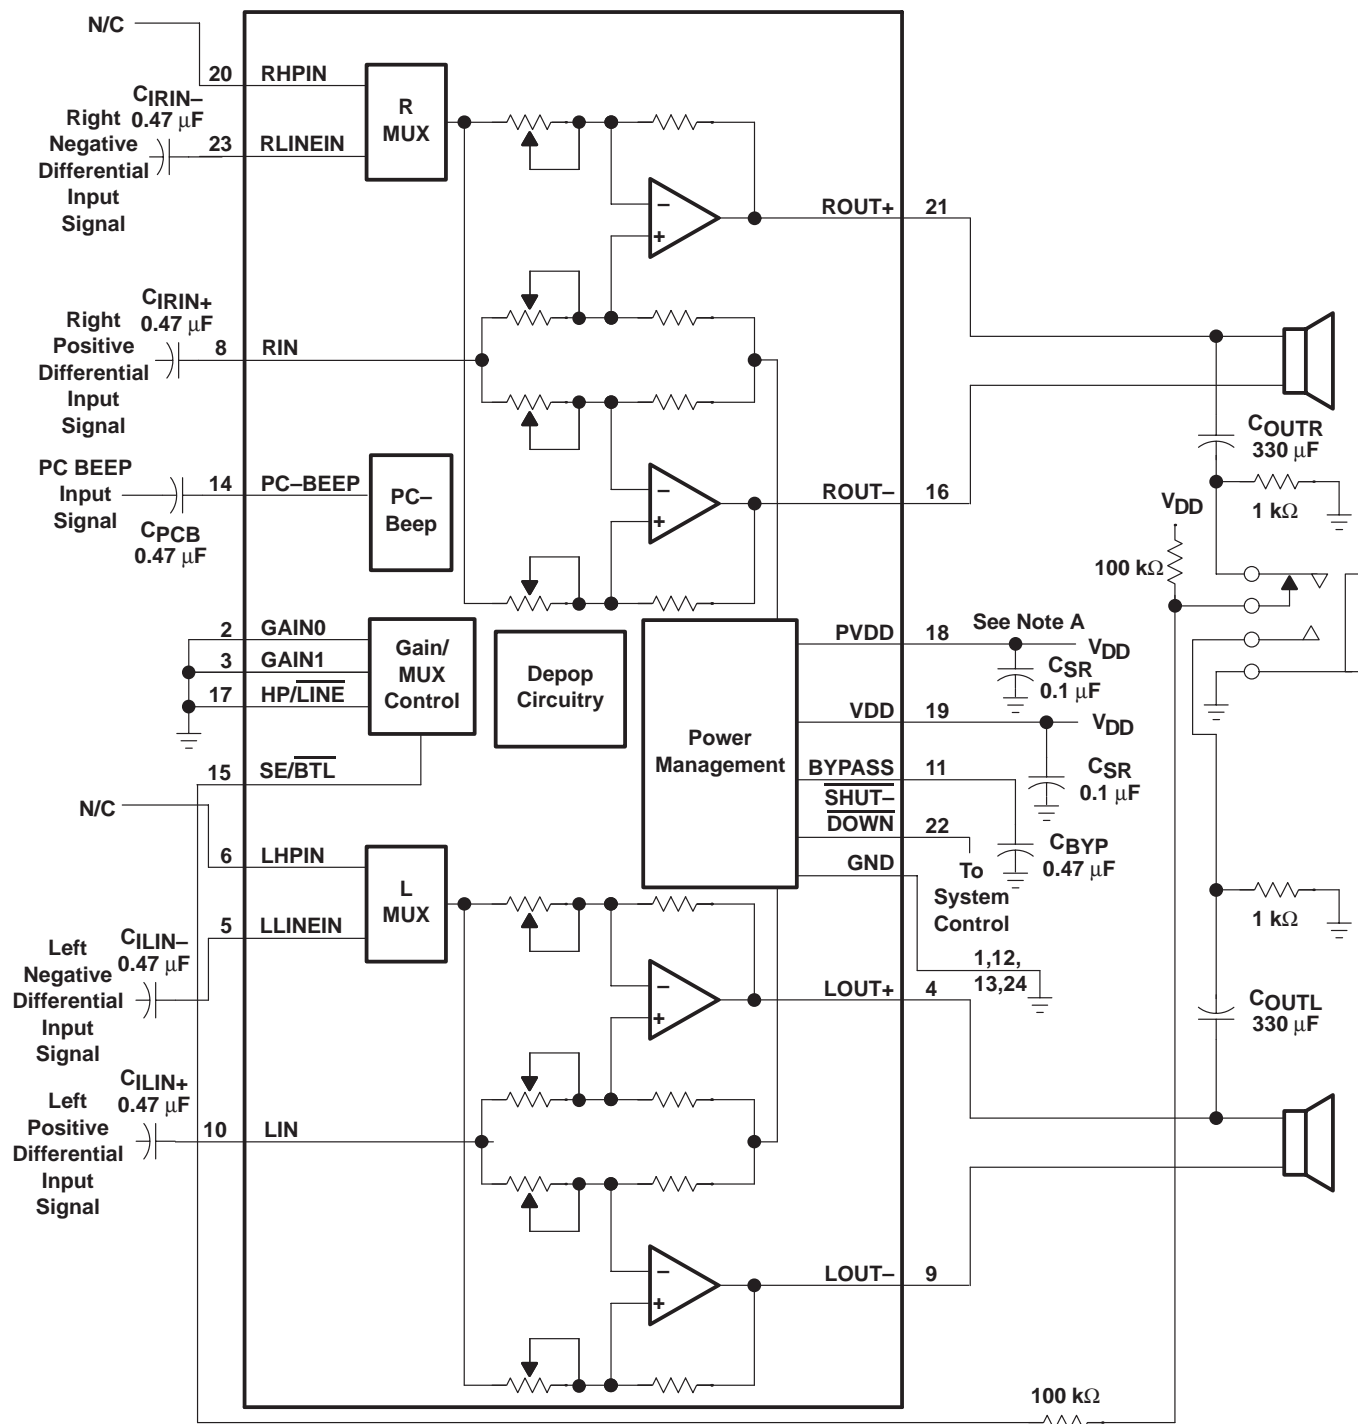 N/C
20
RHPIN
CIRIN–
0.47 μF
Right
Negative
Differential
Input
Signal
23
RLINEIN
R
MUX
ROUT+
21
CIRIN+
0.47 μF
Right
Positive
Differential
Input
Signal
8
RIN
PC BEEP
Input
Signal
14
PC–BEEP
CPCB
0.47 μF
PC–
Beep
ROUT–
16
COUTR
330 μF
1 kΩ
VDD
100 kΩ
2
GAIN0
3
GAIN1
17
HP/LINE
Gain/
MUX
Control
Depop
Circuitry
15
SE/BTL
Power
Management
PVDD
18
See Note A
VDD
CSR
0.1 μF
VDD
19
VDD
CSR
0.1 μF
BYPASS
11
SHUT–
DOWN
22
CBYP
0.47 μF
To
System
Control
GND
1,12,
13,24
N/C
6
LHPIN
5
LLINEIN
L
MUX
CILIN–
0.47 μF
Left
Negative
Differential
Input
Signal
LOUT+
4
1 kΩ
COUTL
330 μF
CILIN+
0.47 μF
Left
Positive
Differential
Input
Signal
10
LIN
LOUT–
9
100 kΩ